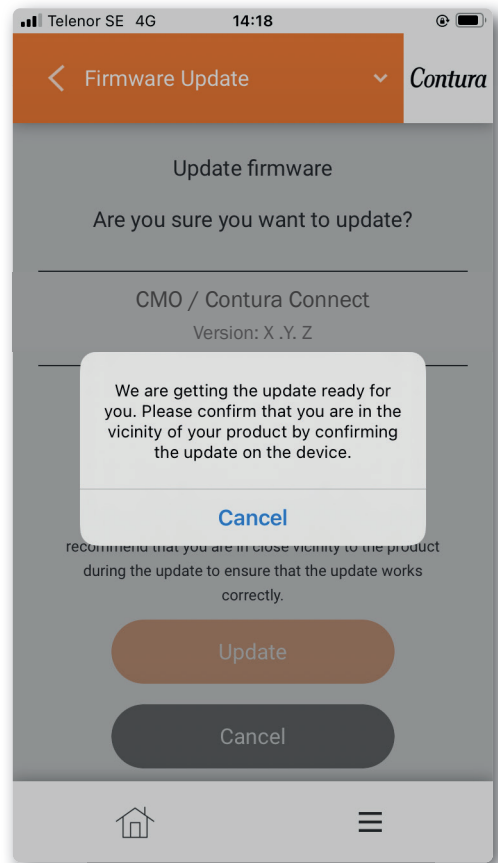 Telenor SE 4G 14:18
Firmware Update
Contura
Update firmware
Are you sure you want to update?
CMO / Contura Connect
Version: X .Y. Z
We are getting the update ready for
you. Please confirm that you are in the
vicinity of your product by confirming
the update on the device.
Cancel
recommend that you are in close vicinity to the product
during the update to ensure that the update works
correctly.
Update
Cancel